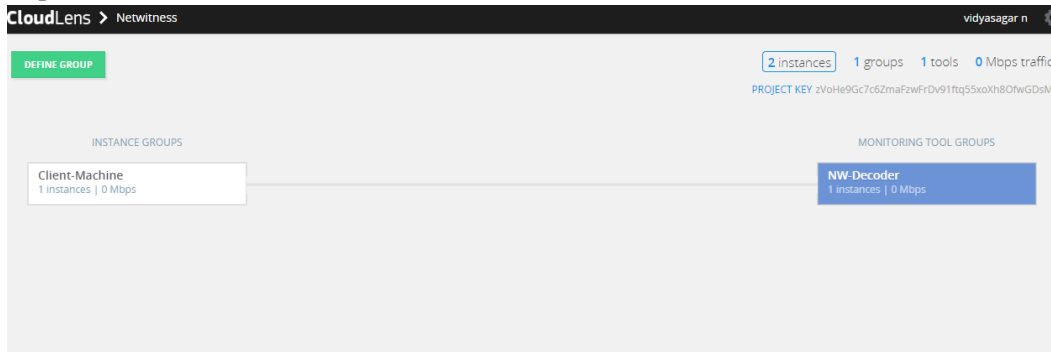 CloudLens > Netwitness vidyasagar n
DEFINE GROUP
2 instances 1 groups 1 tools 0 Mbps traffic
PROJECT KEY zVoHe9Gc7c6ZmaFzwFrDv91ftq55xoXh8OfwGDsM
INSTANCE GROUPS MONITORING TOOL GROUPS
Client-Machine
1 instances | 0 Mbps
NW-Decoder
1 instances | 0 Mbps